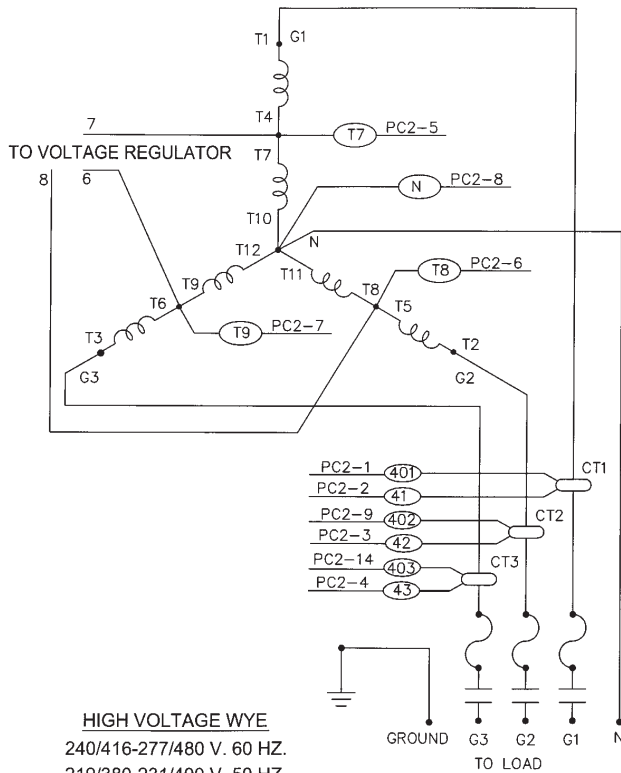 T1 G1
T4
7
T7 PC2-5
TO VOLTAGE REGULATOR
T7
8 6
N PC2-8
T10
N
T12
T9 T11
T8 PC2-6
T6 T8
T5
T9 PC2-7
T3 T2
G3 G2
PC2-1 401 CT1
PC2-2 41
PC2-9 402 CT2
PC2-3 42
PC2-14 403 CT3
PC2-4 43
HIGH VOLTAGE WYE
240/416-277/480 V. 60 HZ.
GROUND G3 G2 G1 N
TO LOAD